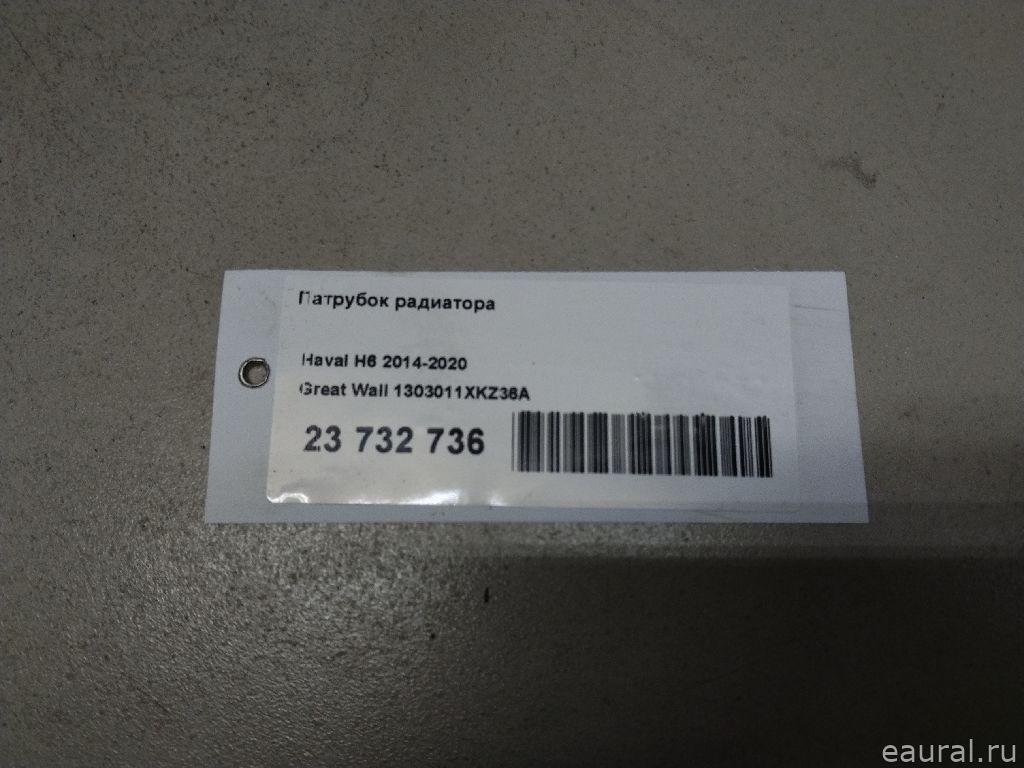 Патрубок радиатора
Haval H6 2014-2020
Great Wall 1303011XKZ36A
23 732 736
eaural.ru